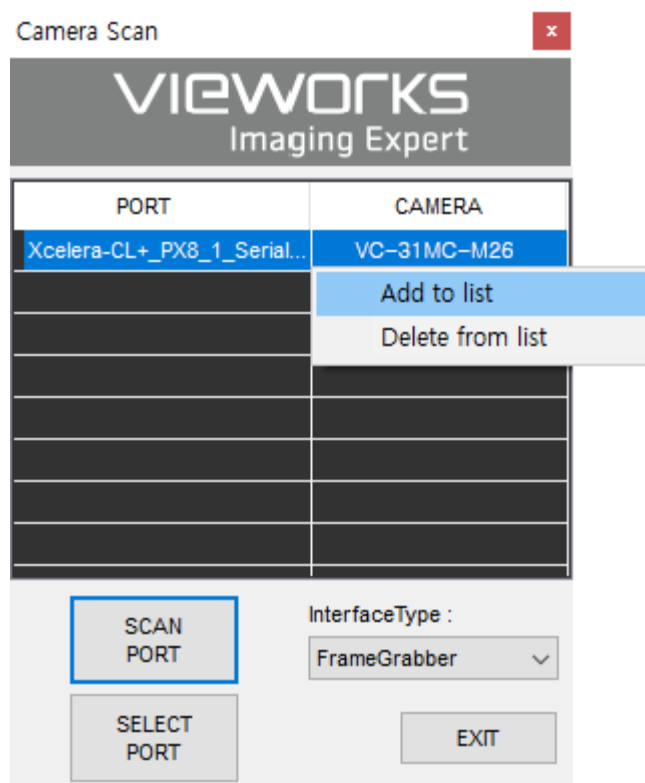 Camera Scan
x
VIEWORKS
Imaging Expert
PORT CAMERA
Xcelera-CL+_PX8_1_Serial... VC-31MC-M26
Add to list
Delete from list
SCAN
PORT
InterfaceType :
FrameGrabber
SELECT
PORT
EXIT